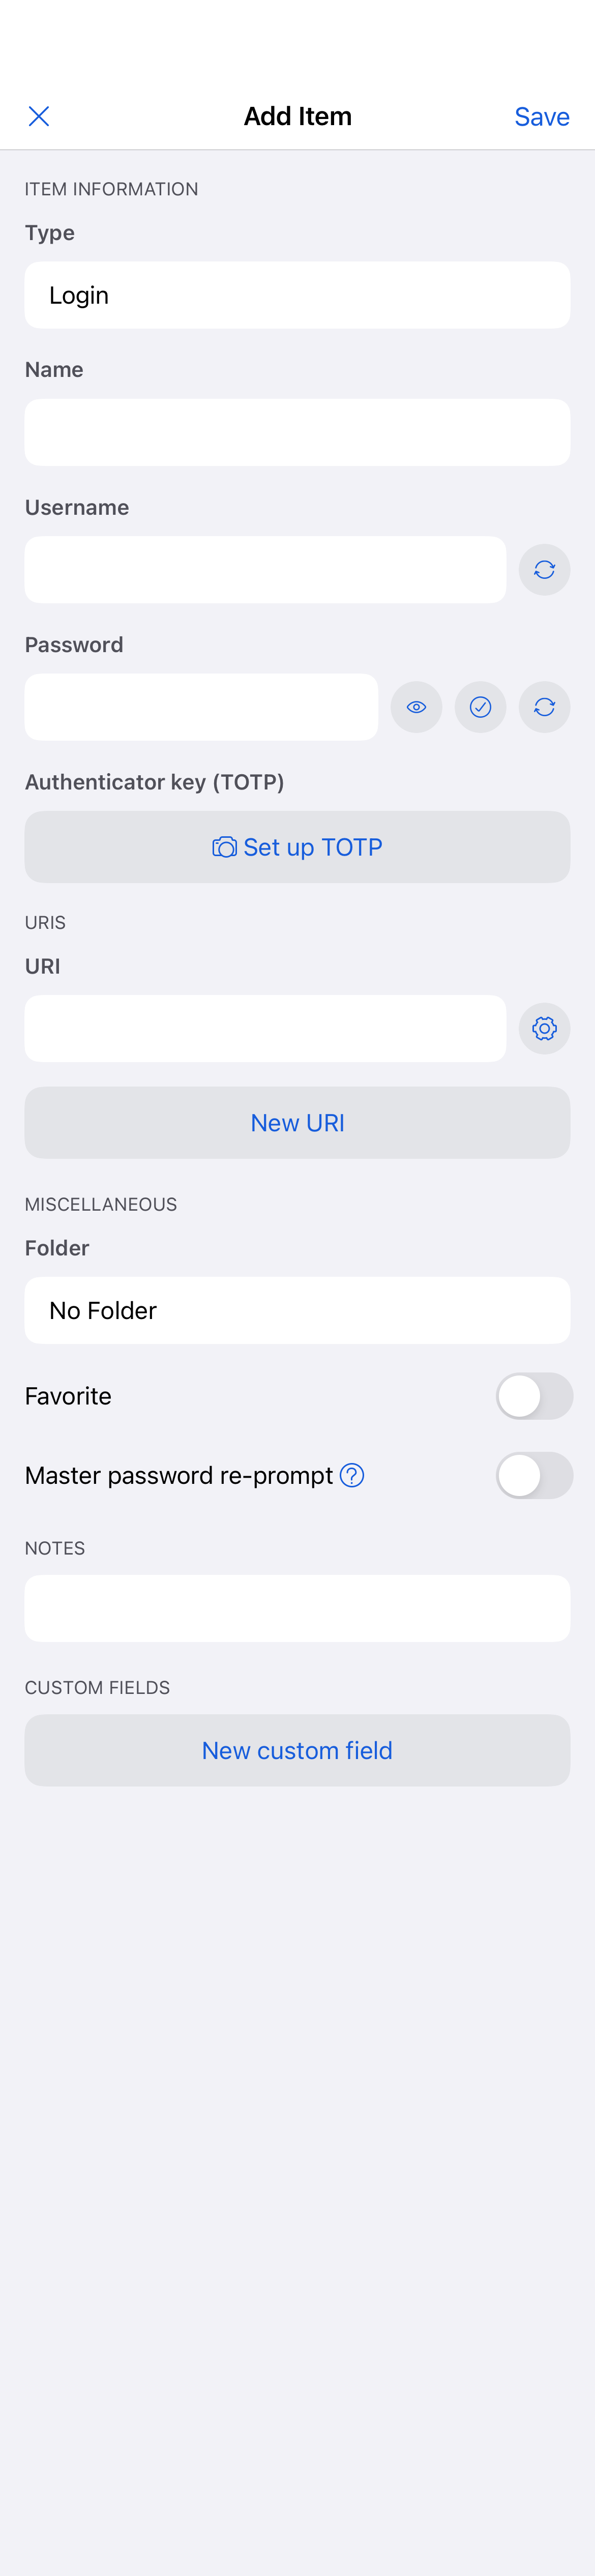 Add Item
Save
ITEM INFORMATION
Type
Login
Name
Username
Password
Authenticator key (TOTP)
Set up TOTP
URIS
URI
New URI
MISCELLANEOUS
Folder
No Folder
Favorite
Master password re-prompt
NOTES
CUSTOM FIELDS
New custom field